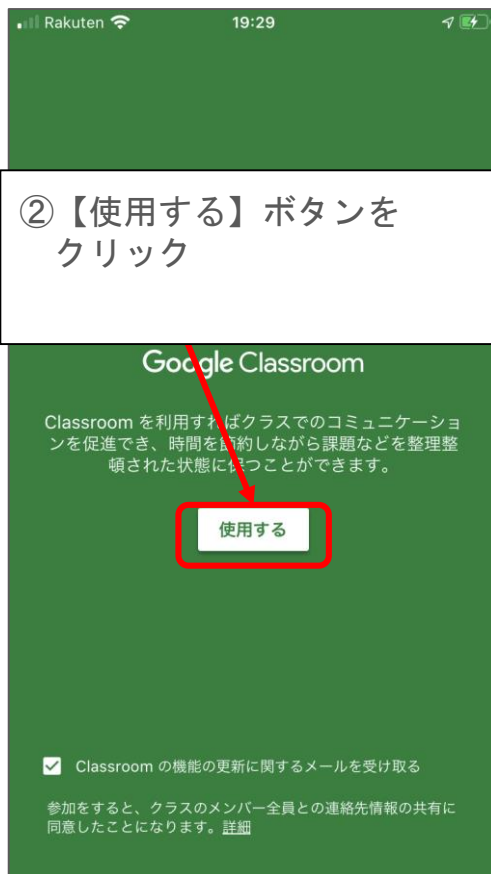 Rakuten 19:29
②【使用する】ボタンを
クリック
Google Classroom
Classroom を利用すればクラスでのコミュニケーショ
ンを促進でき、時間を節約しながら課題などを整理整
頓された状態に保つことができます。
使用する
Classroom の機能の更新に関するメールを受け取る
参加をすると、クラスのメンバー全員との連絡先情報の共有に
同意したことになります。詳細